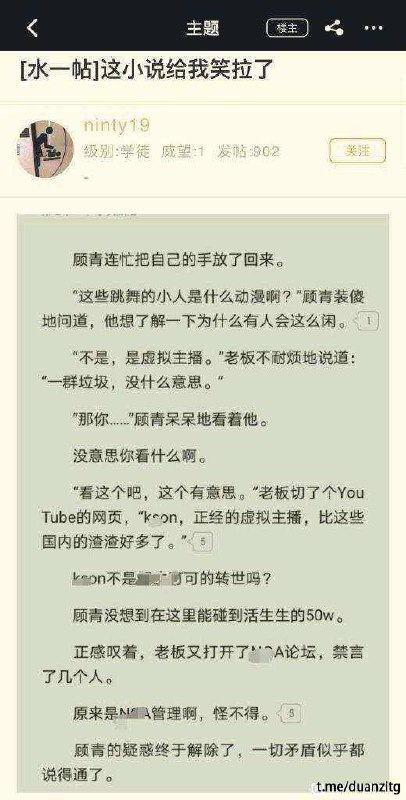 主题
楼主
[水一帖]这小说给我笑拉了
ninty19
级别:学徒 威望:1 发帖:902
关注
-
顾青连忙把自己的手放了回来。
“这些跳舞的小人是什么动漫啊？”顾青装傻
地问道，他想了解一下为什么有人会这么闲。 1
“不是，是虚拟主播。”老板不耐烦地说道：
“一群垃圾，没什么意思。”
“那你……”顾青呆呆地看着他。
没意思你看什么啊。
“看这个吧，这个有意思。”老板切了个You
Tube的网页，“kson，正经的虚拟主播，比这些
国内的渣渣好多了。” 5
kson不是可的转世吗？
顾青没想到在这里能碰到活生生的50w。
正感叹着，老板又打开了NGA论坛，禁言
了几个人。
原来是NGA管理啊，怪不得。
顾青的疑惑终于解除了，一切矛盾似乎都
说得通了。
t.me/duanzitg